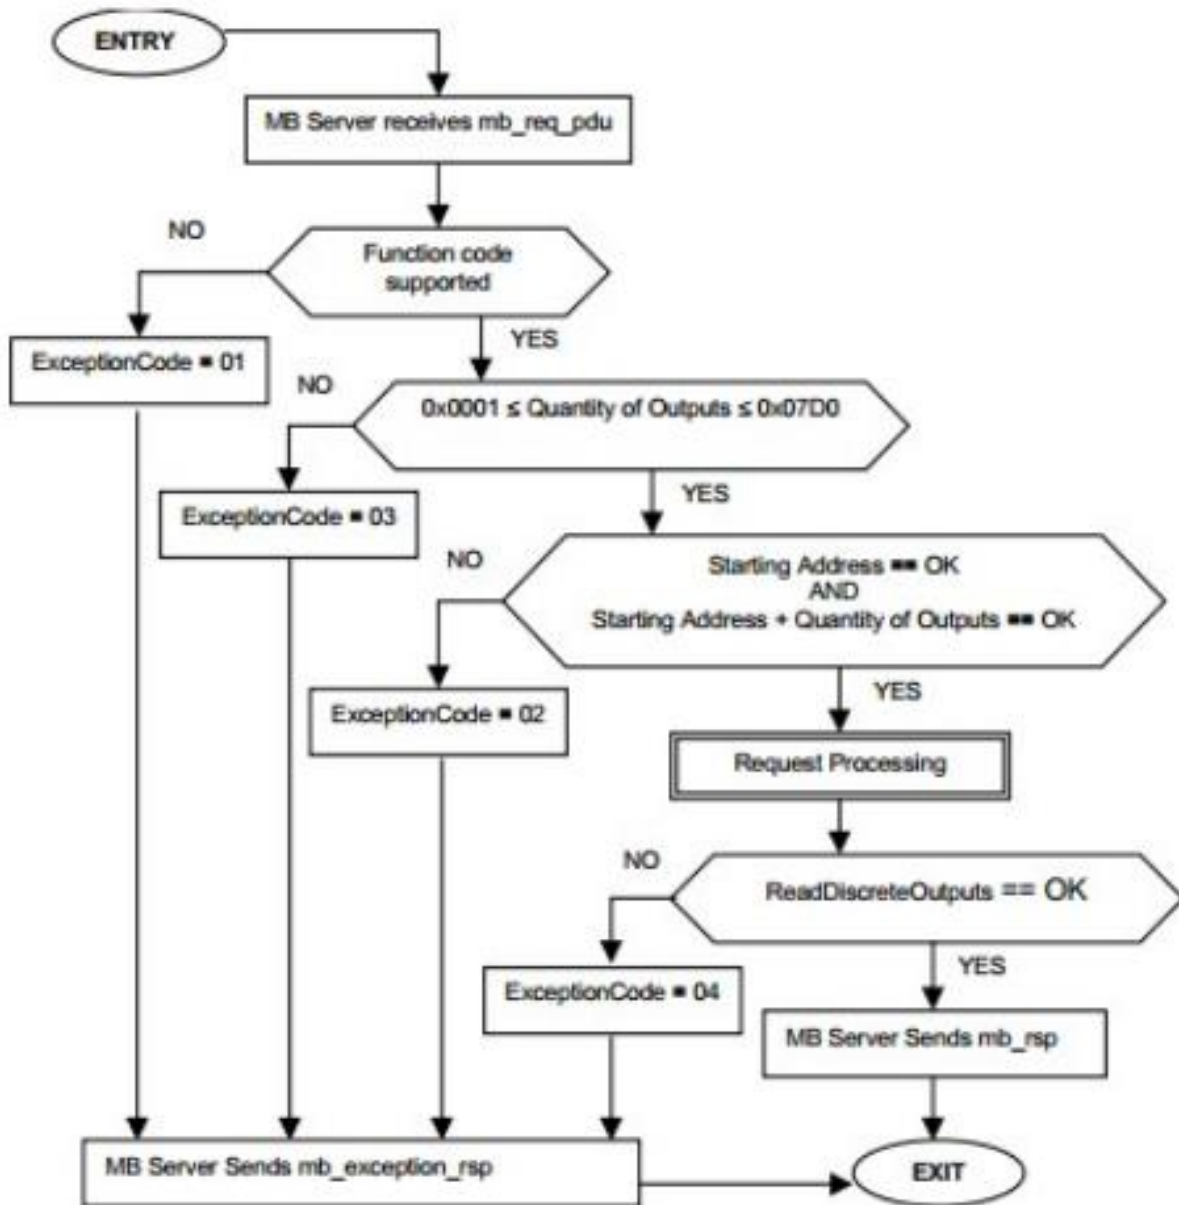 ENTRY
MB Server receives mb_req_pdu
NO
Function code
supported
YES
ExceptionCode = 01
NO
0x0001 ≤ Quantity of Outputs ≤ 0x07D0
YES
ExceptionCode = 03
NO
Starting Address == OK
AND
Starting Address + Quantity of Outputs == OK
YES
ExceptionCode = 02
Request Processing
NO
ReadDiscreteOutputs == OK
YES
ExceptionCode = 04
MB Server Sends mb_rsp
MB Server Sends mb_exception_rsp
EXIT